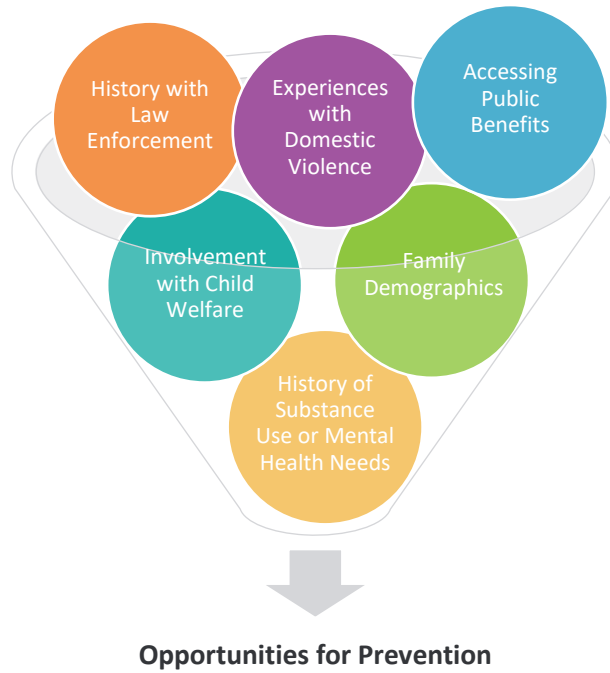 History with
Law
Enforcement
Experiences
with
Domestic
Violence
Accessing
Public
Benefits
Involvement
with Child
Welfare
Family
Demographics
History of
Substance
Use or Mental
Health Needs
Opportunities for Prevention